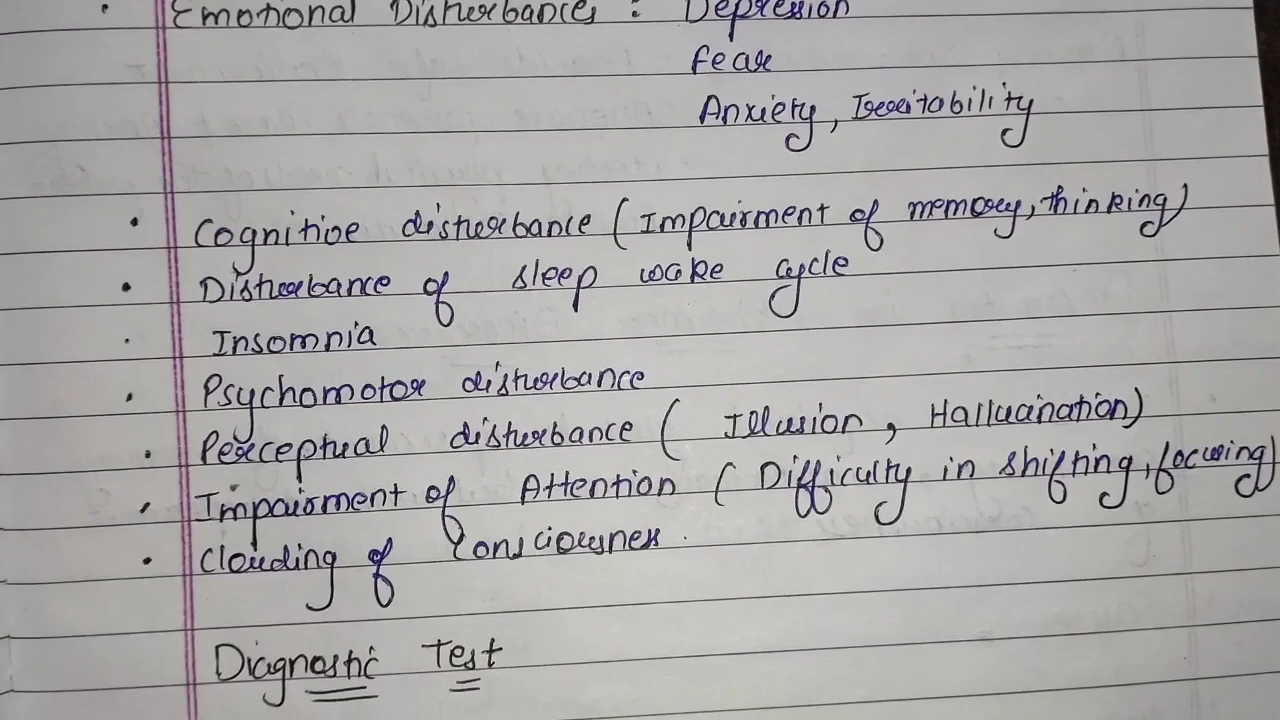 • Emotional Disturbances : Depression
Fear
Anxiety, Irritability
• Cognitive disturbance (Impairment of memory, thinking)
• Disturbance of sleep wake cycle
• Insomnia
• Psychomotor disturbance
• Perceptual disturbance ( Illusion, Hallucination)
• Impairment of Attention ( Difficulty in shifting, focusing)
• Clouding of Consciousness.
Diagnostic Test